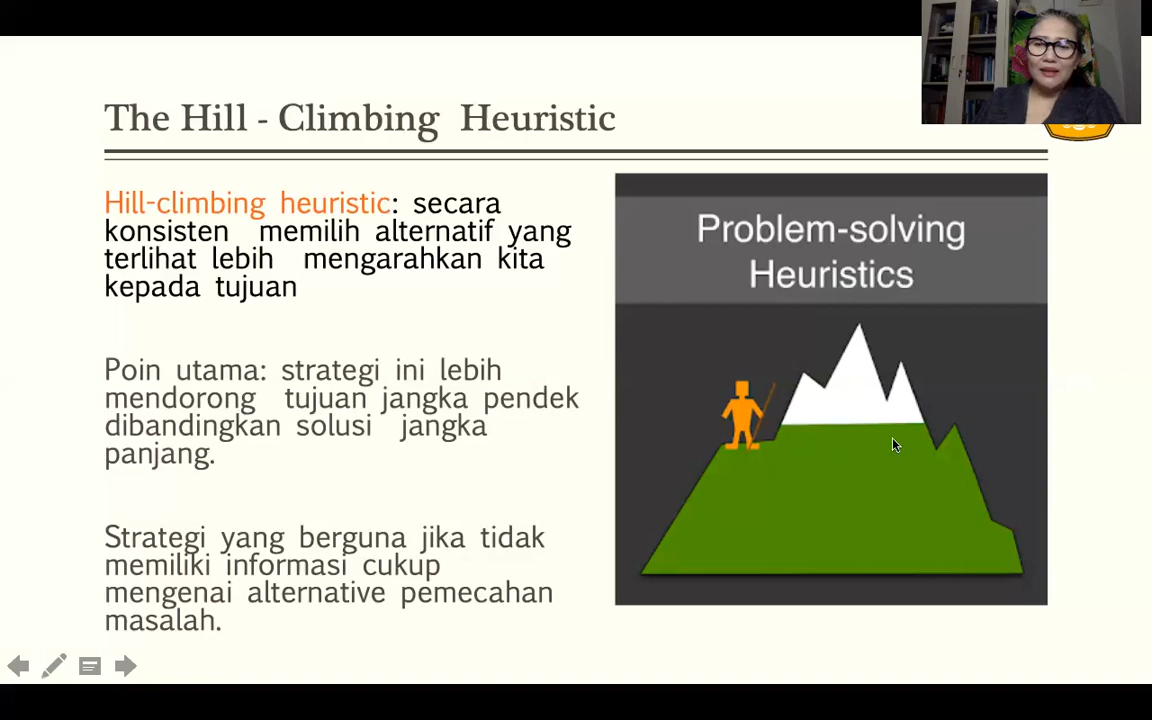 The Hill - Climbing Heuristic
Hill-climbing heuristic: secara
konsisten memilih alternatif yang
terlihat lebih mengarahkan kita
kepada tujuan
Poin utama: strategi ini lebih
mendorong tujuan jangka pendek
dibandingkan solusi jangka
panjang.
Strategi yang berguna jika tidak
memiliki informasi cukup
mengenai alternative pemecahan
masalah.
Problem-solving
Heuristics